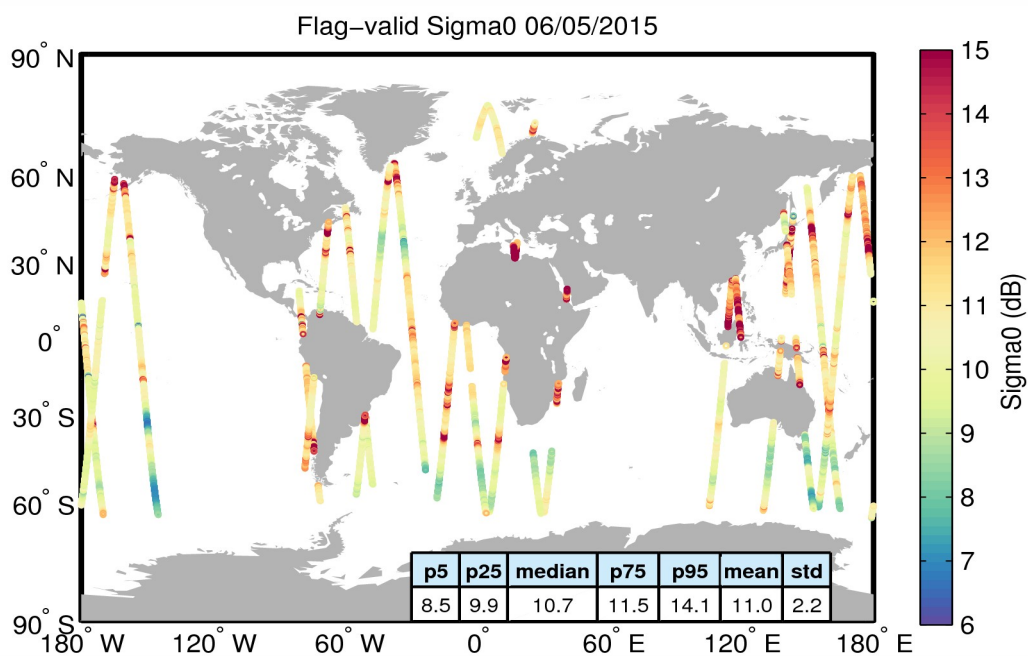 Flag−valid Sigma0 06/05/2015
90° N
60° N
30° N
0°
30° S
60° S
90° S
180° W 120° W 60° W 0° 60° E 120° E 180° E
p5 p25 median p75 p95 mean std
8.5 9.9 10.7 11.5 14.1 11.0 2.2
15
14
13
12
11
10
9
8
7
6
Sigma0 (dB)